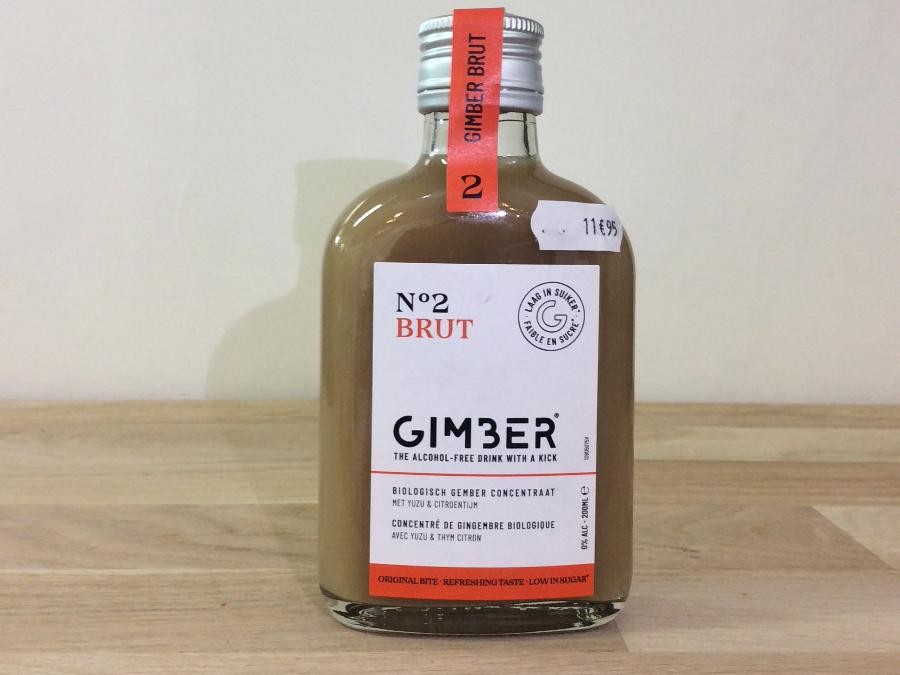 GIMBER BRUT
2
11€95
Nº2
BRUT
LAAG IN SUIKER*
FAIBLE EN SUCRE*
G
GIMBER®
THE ALCOHOL-FREE DRINK WITH A KICK
BIOLOGISCH GEMBER CONCENTRAAT
MET YUZU & CITROENTIJM
CONCENTRÉ DE GINGEMBRE BIOLOGIQUE
AVEC YUZU & THYM CITRON
0% ALC · 200ML ℮
ORIGINAL BITE · REFRESHING TASTE · LOW IN SUGAR*